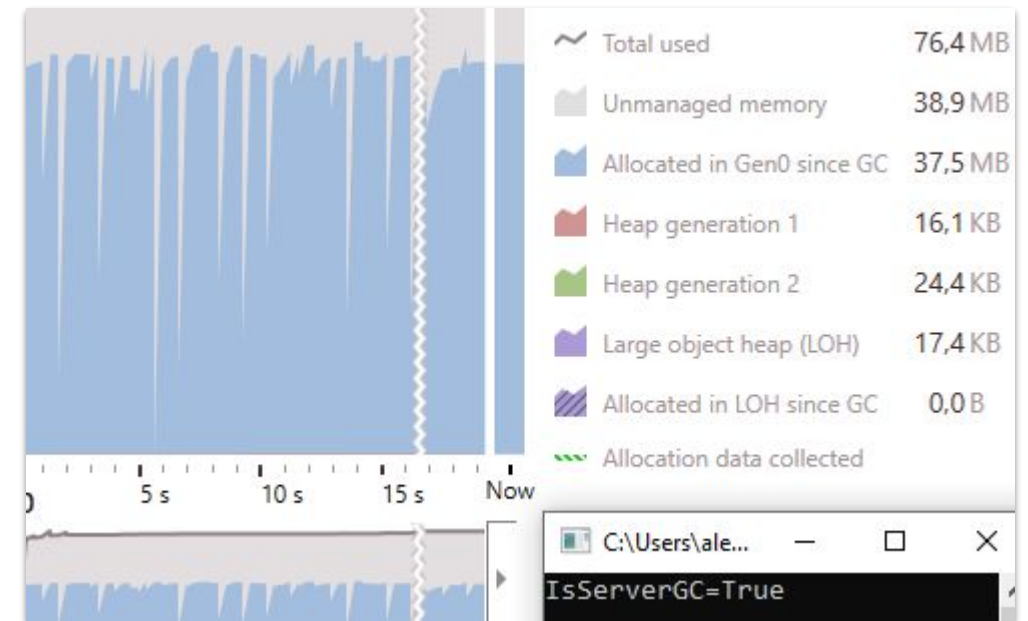 Total used 76,4 MB
Unmanaged memory 38,9 MB
Allocated in Gen0 since GC 37,5 MB
Heap generation 1 16,1 KB
Heap generation 2 24,4 KB
Large object heap (LOH) 17,4 KB
Allocated in LOH since GC 0,0 B
Allocation data collected
5 s 10 s 15 s Now
C:\Users\ale...
IsServerGC=True